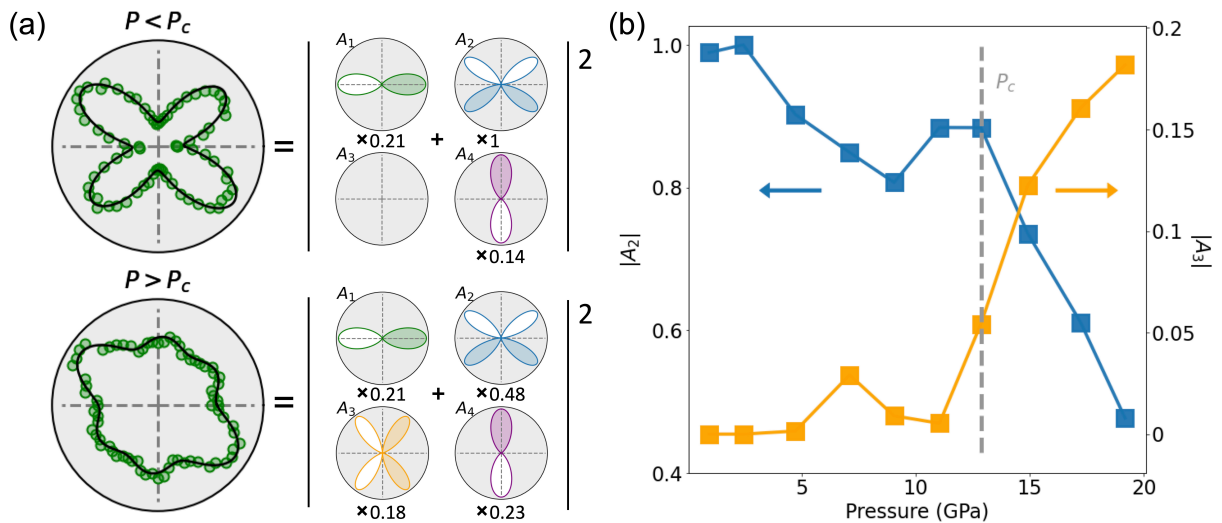 (a)
P < Pc
=
A1
×0.21
+
A2
×1
A3
A4
×0.14
2
P > Pc
=
A1
×0.21
+
A2
×0.48
A3
×0.18
A4
×0.23
2
(b)
1.0
0.8
0.6
0.4
|A2|
Pc
0.2
0.15
0.1
0.05
0
|A3|
5
10
15
20
Pressure (GPa)